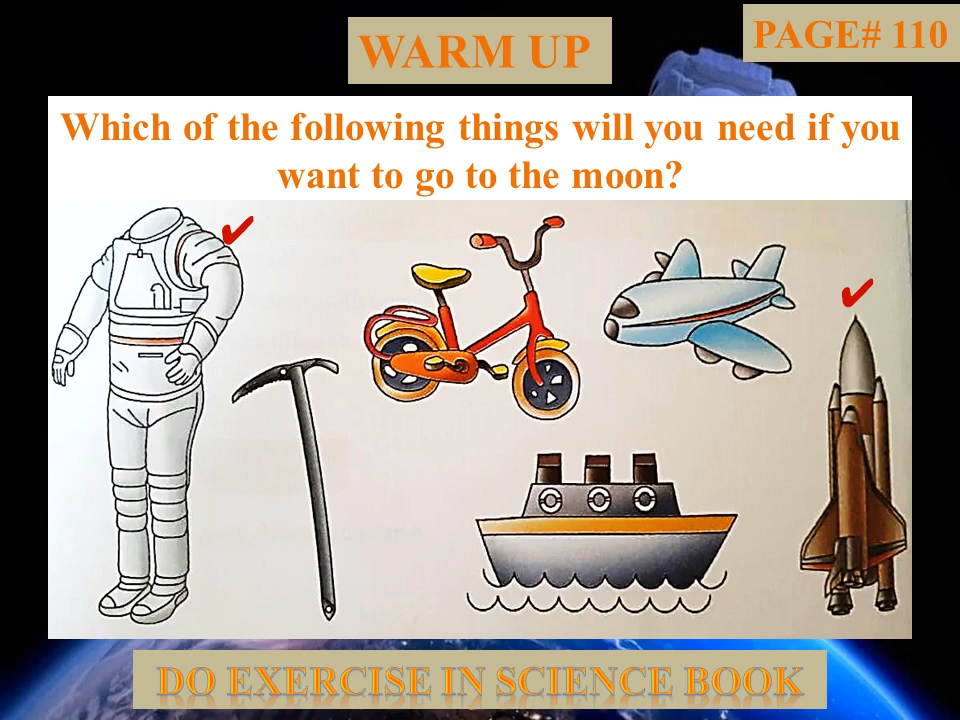 WARM UP
PAGE# 110
Which of the following things will you need if you
want to go to the moon?
DO EXERCISE IN SCIENCE BOOK